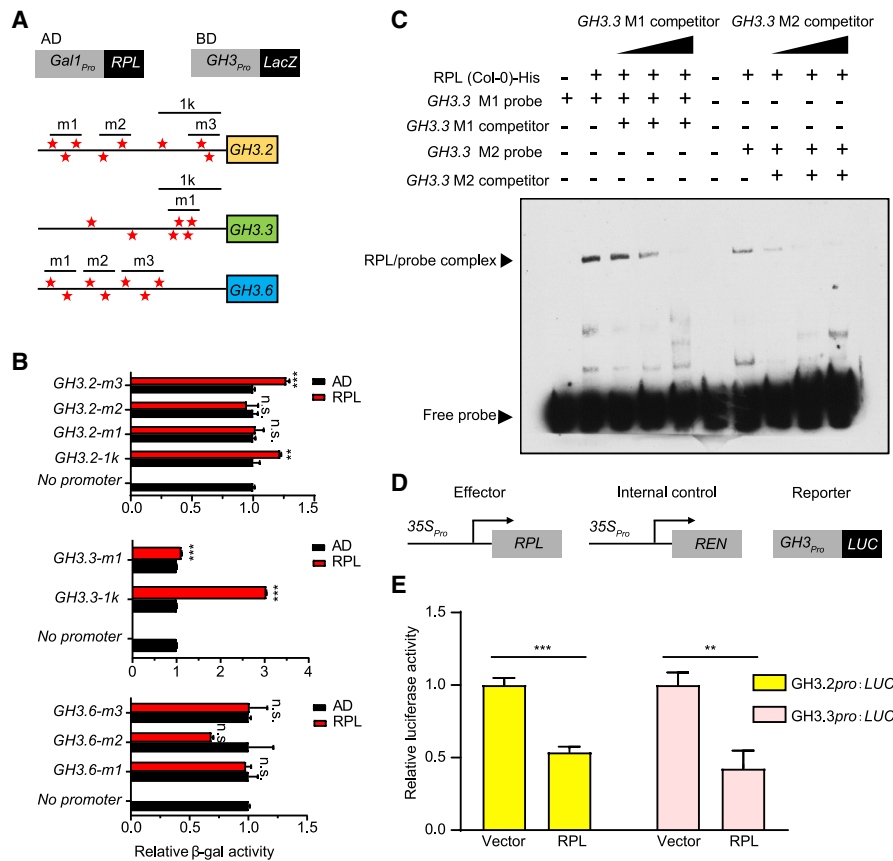 A
AD
BD
Gal1Pro RPL
GH3Pro LacZ
1k
m1 m2 m3
GH3.2
1k
m1
GH3.3
m1 m2 m3
GH3.6
B
GH3.2-m3
GH3.2-m2
GH3.2-m1
GH3.2-1k
No promoter
***
n.s.
n.s.
**
AD
RPL
0.0 0.5 1.0 1.5
GH3.3-m1
GH3.3-1k
No promoter
***
***
AD
RPL
0 1 2 3 4
GH3.6-m3
GH3.6-m2
GH3.6-m1
No promoter
n.s.
n.s.
n.s.
AD
RPL
0.0 0.5 1.0 1.5
Relative β-gal activity
C
GH3.3 M1 competitor
GH3.3 M2 competitor
RPL (Col-0)-His - + + + + - + + + +
GH3.3 M1 probe + + + + + - - - - -
GH3.3 M1 competitor - - + + + - - - - -
GH3.3 M2 probe - - - - - - + + + +
GH3.3 M2 competitor - - - - - - - + + +
RPL/probe complex
Free probe
D
Effector
Internal control
Reporter
35SPro RPL
35SPro REN
GH3Pro LUC
E
Relative luciferase activity
1.5
1.0
0.5
0.0
***
**
GH3.2pro:LUC
GH3.3pro:LUC
Vector RPL Vector RPL